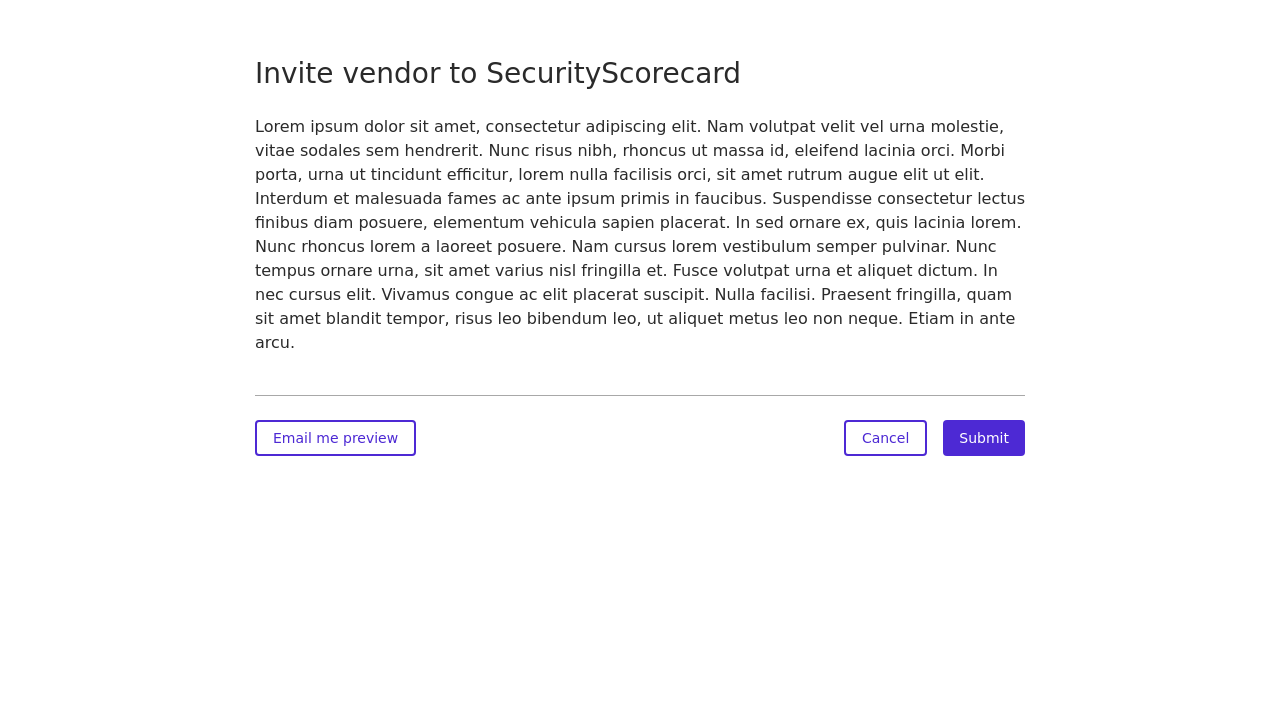 Invite vendor to SecurityScorecard
Lorem ipsum dolor sit amet, consectetur adipiscing elit. Nam volutpat velit vel urna molestie,
vitae sodales sem hendrerit. Nunc risus nibh, rhoncus ut massa id, eleifend lacinia orci. Morbi
porta, urna ut tincidunt efficitur, lorem nulla facilisis orci, sit amet rutrum augue elit ut elit.
Interdum et malesuada fames ac ante ipsum primis in faucibus. Suspendisse consectetur lectus
finibus diam posuere, elementum vehicula sapien placerat. In sed ornare ex, quis lacinia lorem.
Nunc rhoncus lorem a laoreet posuere. Nam cursus lorem vestibulum semper pulvinar. Nunc
tempus ornare urna, sit amet varius nisl fringilla et. Fusce volutpat urna et aliquet dictum. In
nec cursus elit. Vivamus congue ac elit placerat suscipit. Nulla facilisi. Praesent fringilla, quam
sit amet blandit tempor, risus leo bibendum leo, ut aliquet metus leo non neque. Etiam in ante
arcu.
Email me preview
Cancel
Submit